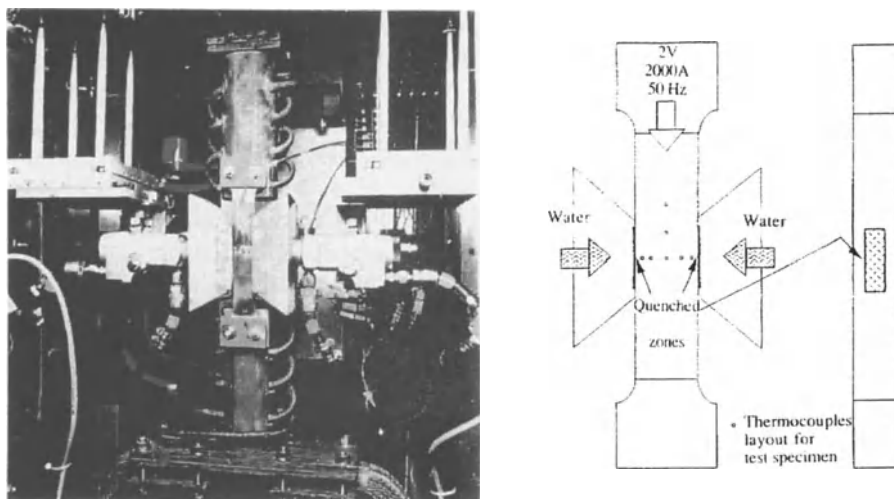 2V
2000A
50 Hz
Water
Water
Quenched
zones
Thermocouples
layout for
test specimen